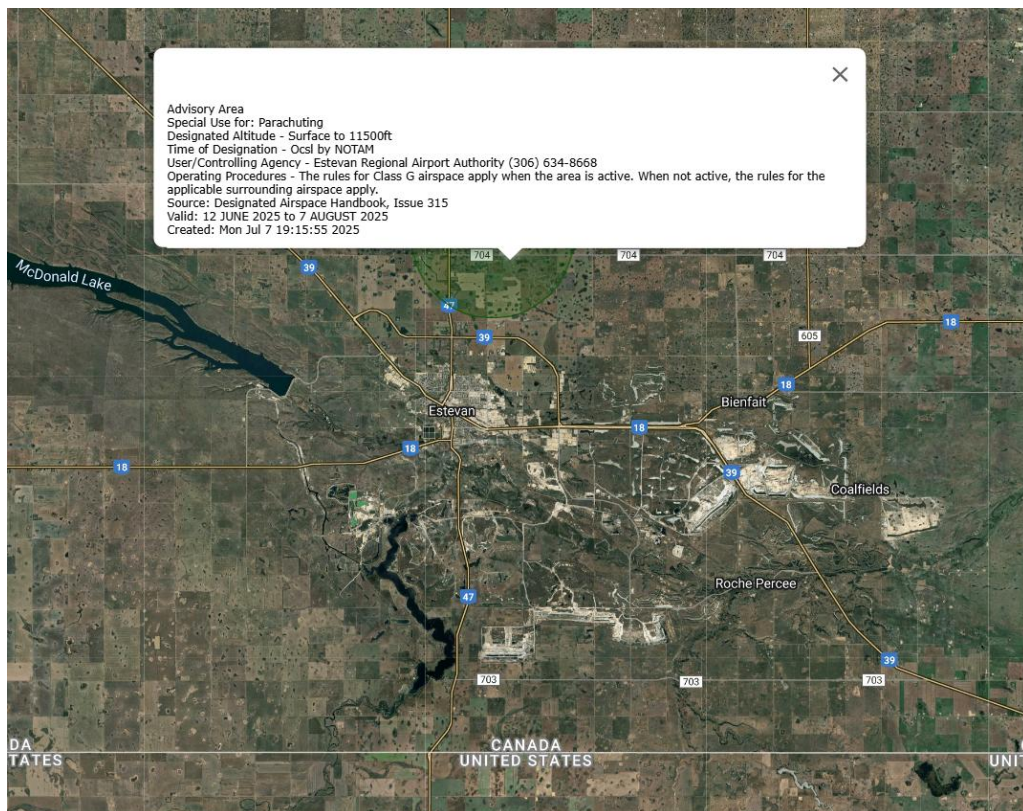 Advisory Area
Special Use for: Parachuting
Designated Altitude - Surface to 11500ft
Time of Designation - Ocsl by NOTAM
User/Controlling Agency - Estevan Regional Airport Authority (306) 634-8668
Operating Procedures - The rules for Class G airspace apply when the area is active. When not active, the rules for the
applicable surrounding airspace apply.
Source: Designated Airspace Handbook, Issue 315
Valid: 12 JUNE 2025 to 7 AUGUST 2025
Created: Mon Jul 7 19:15:55 2025
704
704
704
39
McDonald Lake
47
18
39
605
18
Bienfait
Estevan
18
18
18
39
Coalfields
Roche Percee
47
39
703
703
703
DA
TATES
CANADA
UNITED STATES
C
UNIT